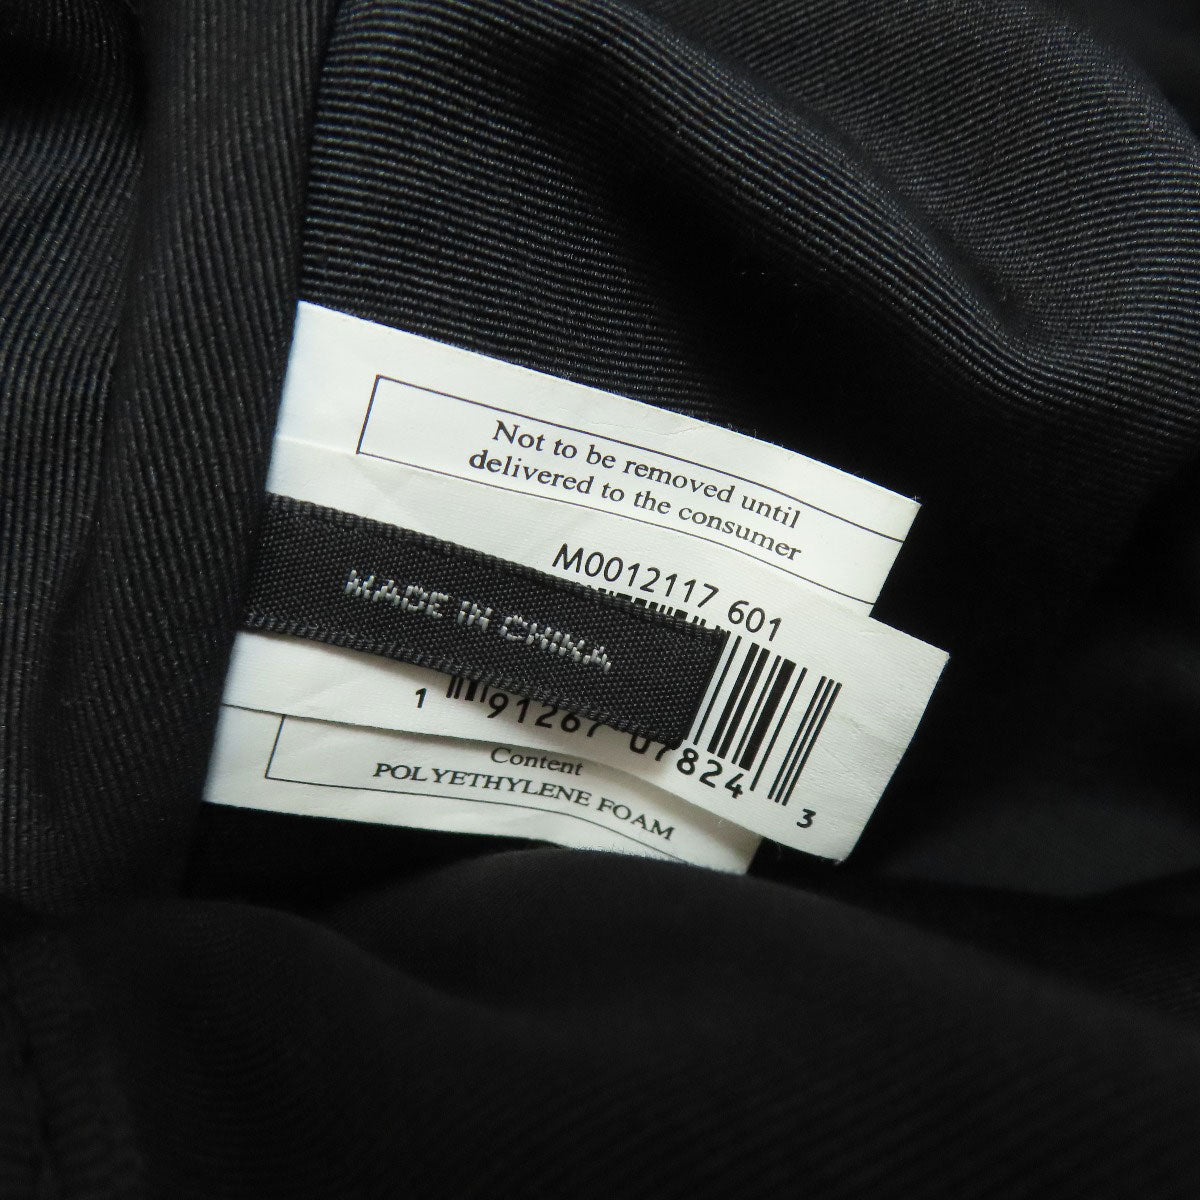 Not to be removed until
delivered to the consumer
M0012117 601
MADE IN CHINA
1 91267 07824 3
Content
POLYETHYLENE FOAM